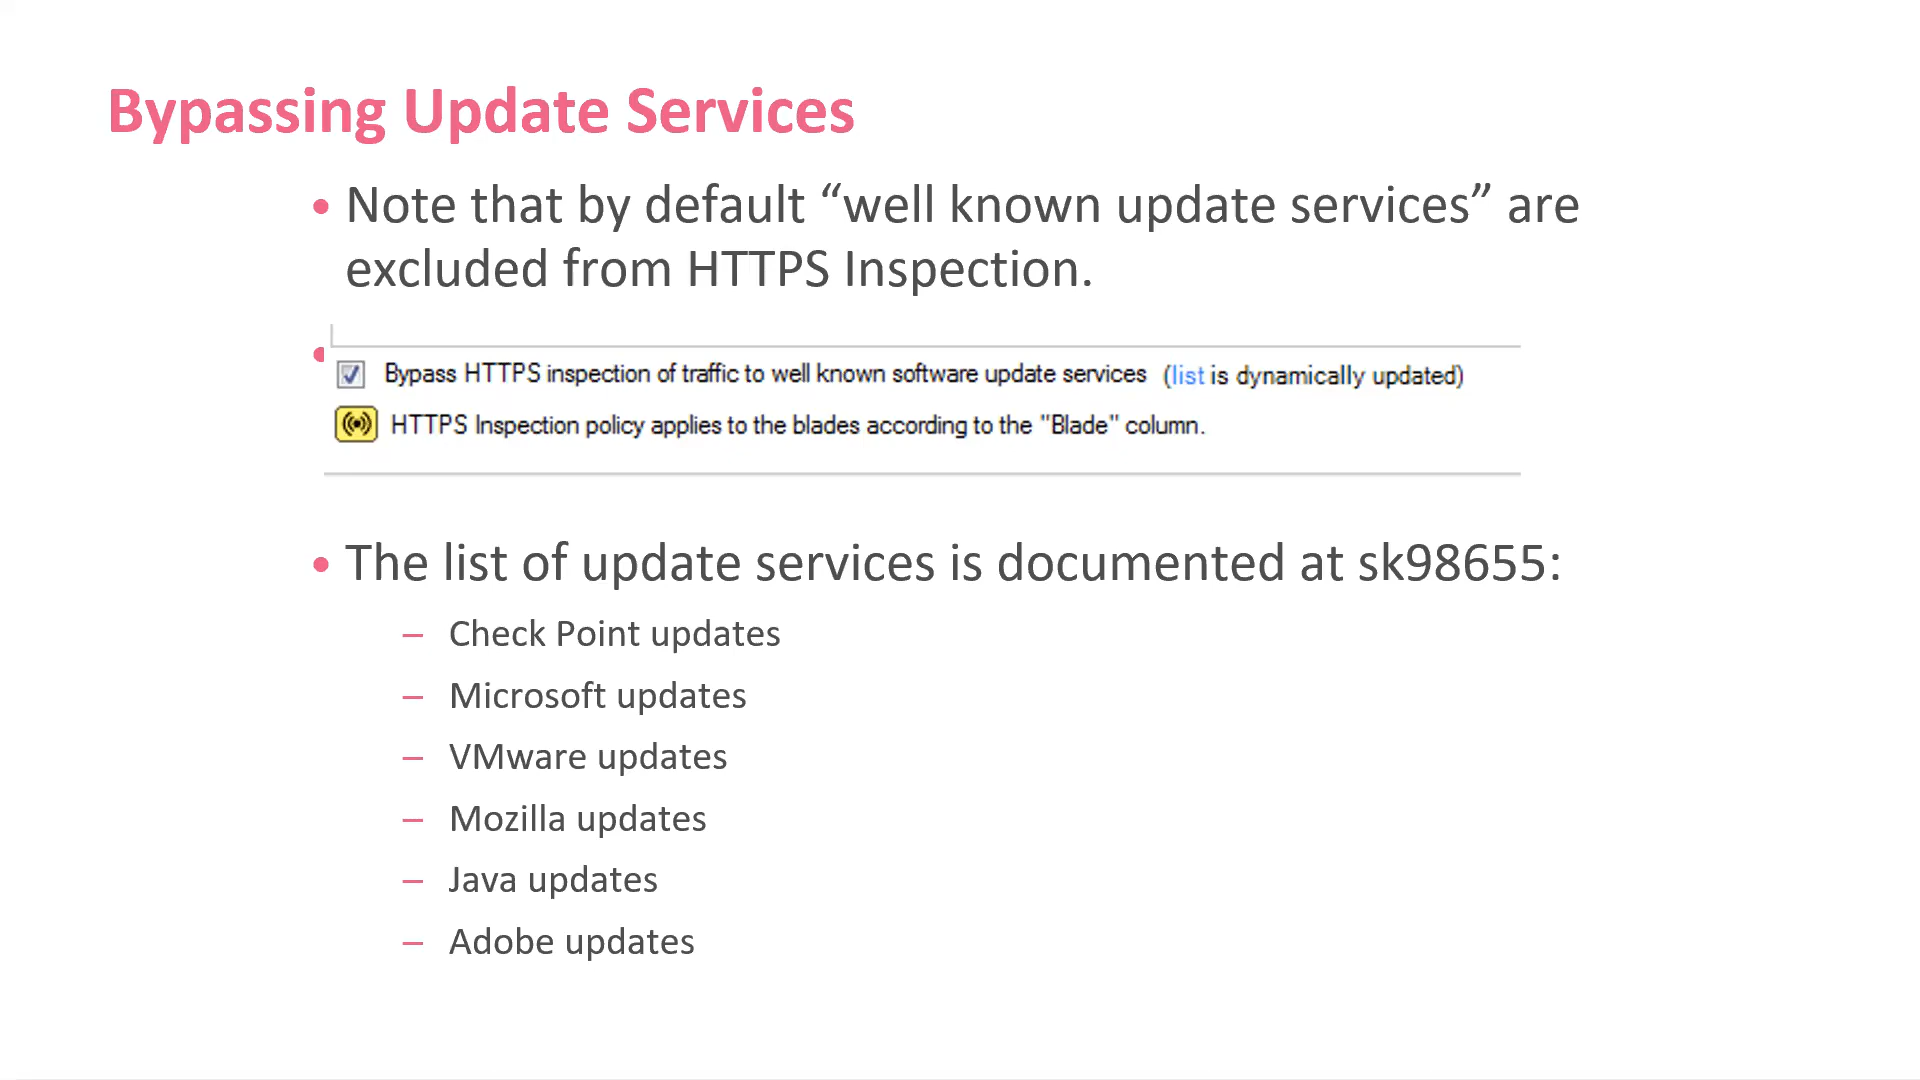 Bypassing Update Services
• Note that by default “well known update services” are
excluded from HTTPS Inspection.
Bypass HTTPS inspection of traffic to well known software update services (list is dynamically updated)
HTTPS Inspection policy applies to the blades according to the "Blade" column.
• The list of update services is documented at sk98655:
– Check Point updates
– Microsoft updates
– VMware updates
– Mozilla updates
– Java updates
– Adobe updates